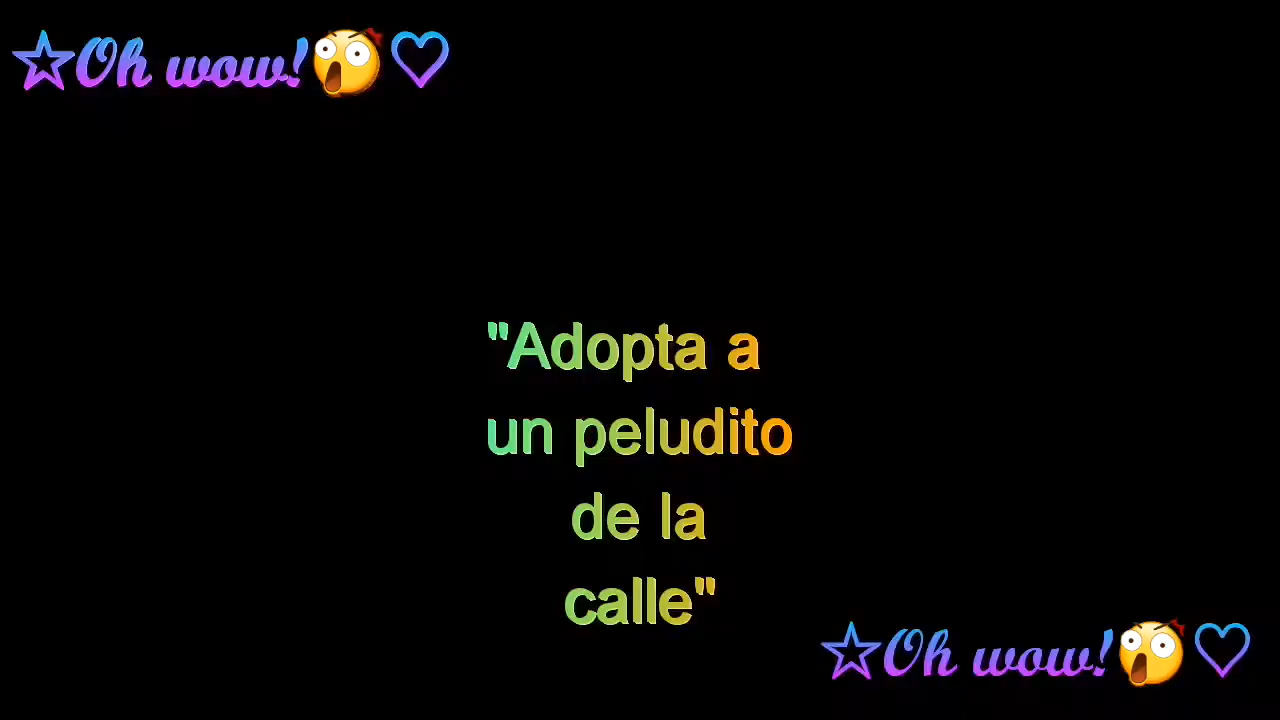 ☆Oh wow!😲♡
"Adopta a
un peludito
de la
calle"
☆Oh wow!😲♡